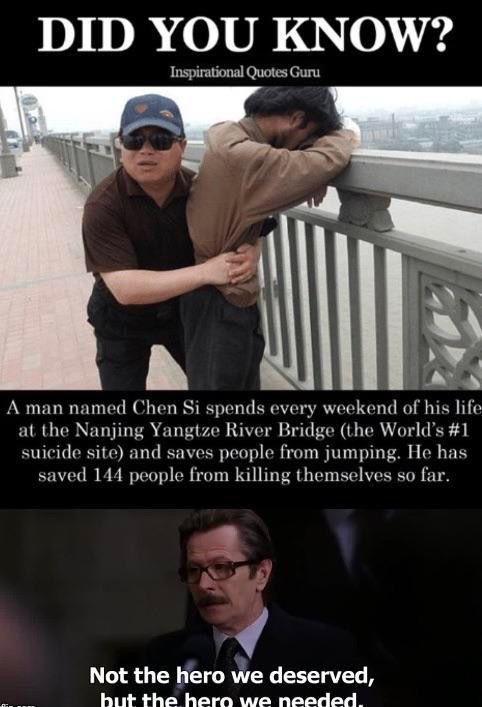 DID YOU KNOW?
Inspirational Quotes Guru
A man named Chen Si spends every weekend of his life
at the Nanjing Yangtze River Bridge (the World's #1
suicide site) and saves people from jumping. He has
saved 144 people from killing themselves so far.
Not the hero we deserved,
but the hero we needed.